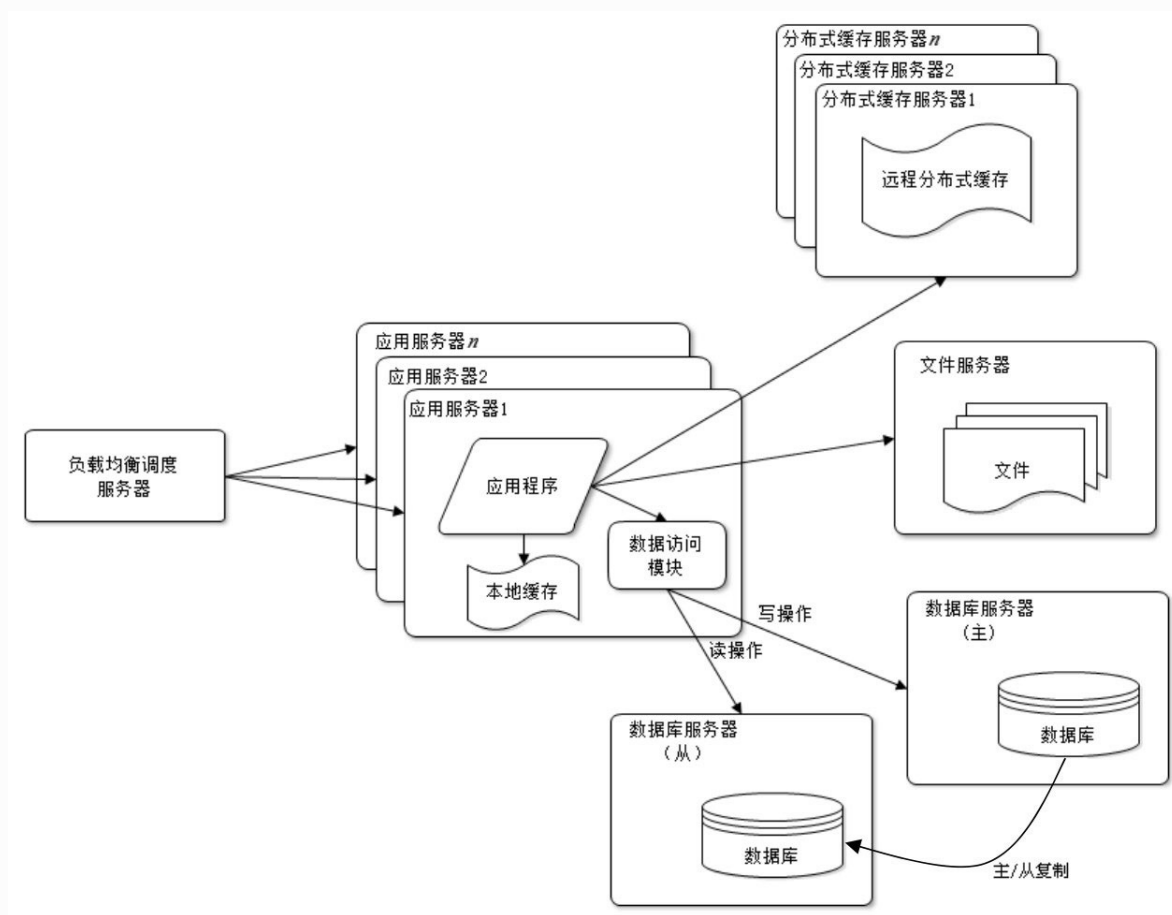 分布式缓存服务器n
分布式缓存服务器2
分布式缓存服务器1
远程分布式缓存
应用服务器n
应用服务器2
应用服务器1
文件服务器
负载均衡调度
服务器
应用程序
文件
数据访问
模块
本地缓存
写操作
读操作
数据库服务器
(主)
数据库
数据库服务器
(从)
数据库
主/从复制